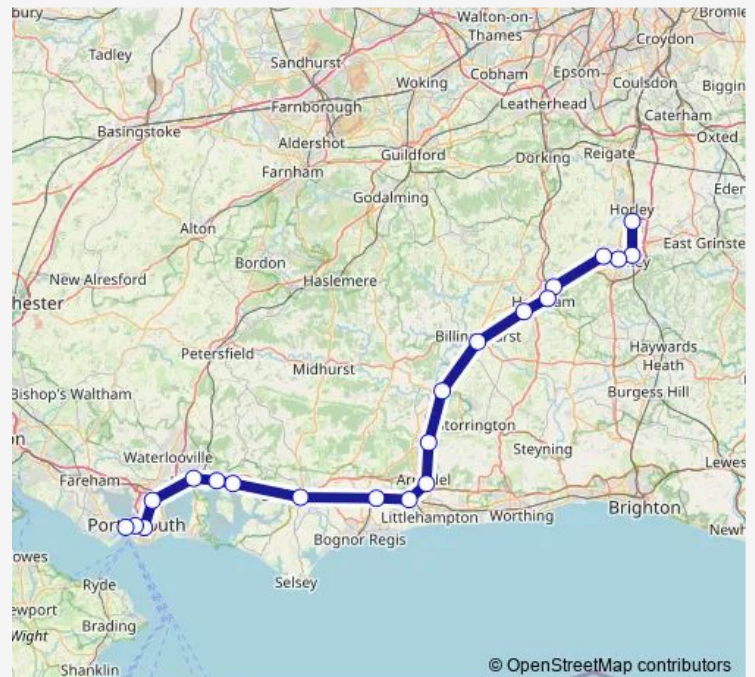 bury
Walton-on-
Thames
Bromle
Tadley
Croydon
Sandhurst
Woking
Cobham
Epsom
Coulsdon
Biggin
Farnborough
Leatherhead
Basingstoke
Caterham
Oxted
Aldershot
Guildford
Dorking
Reigate
Farnham
Eden
Godalming
Horley
Alton
East Grinste
Bordon
New Alresford
Haslemere
hester
Petersfield
Midhurst
Haywards
Heath
Bishop's Waltham
Burgess Hill
Storrington
Steyning
Waterlooville
Lewes
Fareham
Littlehampton
Worthing
Brighton
Newh
Bognor Regis
owes
Ryde
Selsey
ewport
Wight
Brading
Shanklin
© OpenStreetMap contributors